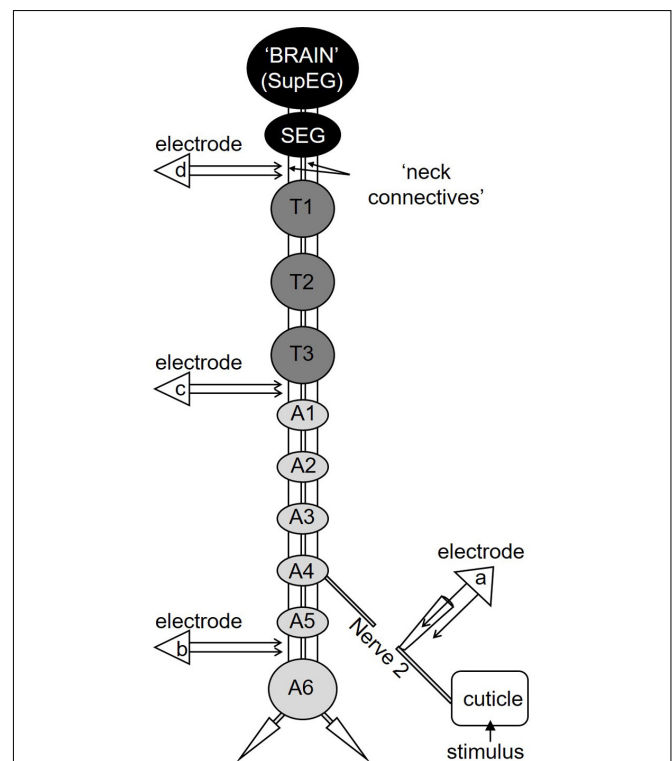 'BRAIN'
(SupEG)
SEG
electrode
d
'neck
connectives'
T1
T2
T3
electrode
c
A1
A2
A3
A4
electrode
a
electrode
b
A5
Nerve 2
A6
cuticle
stimulus